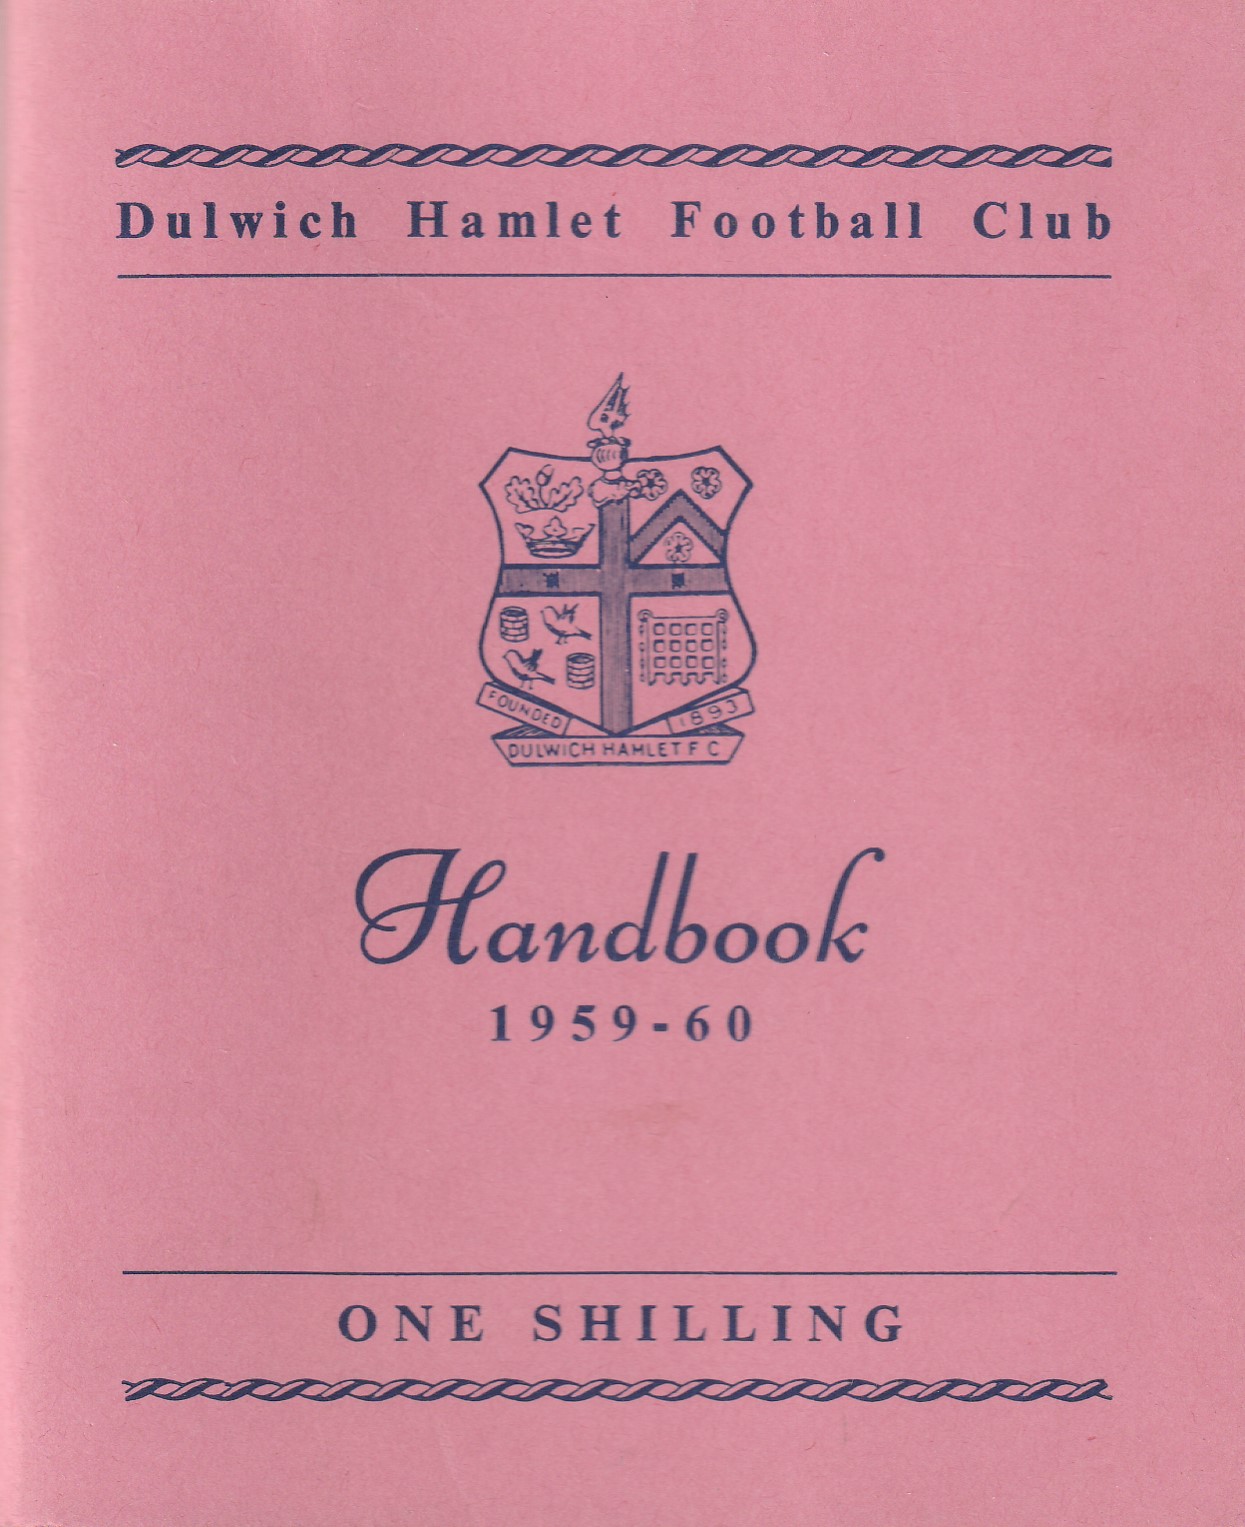 Dulwich Hamlet Football Club
FOUNDED 1893
DULWICH HAMLET F C
Handbook
1959-60
ONE SHILLING